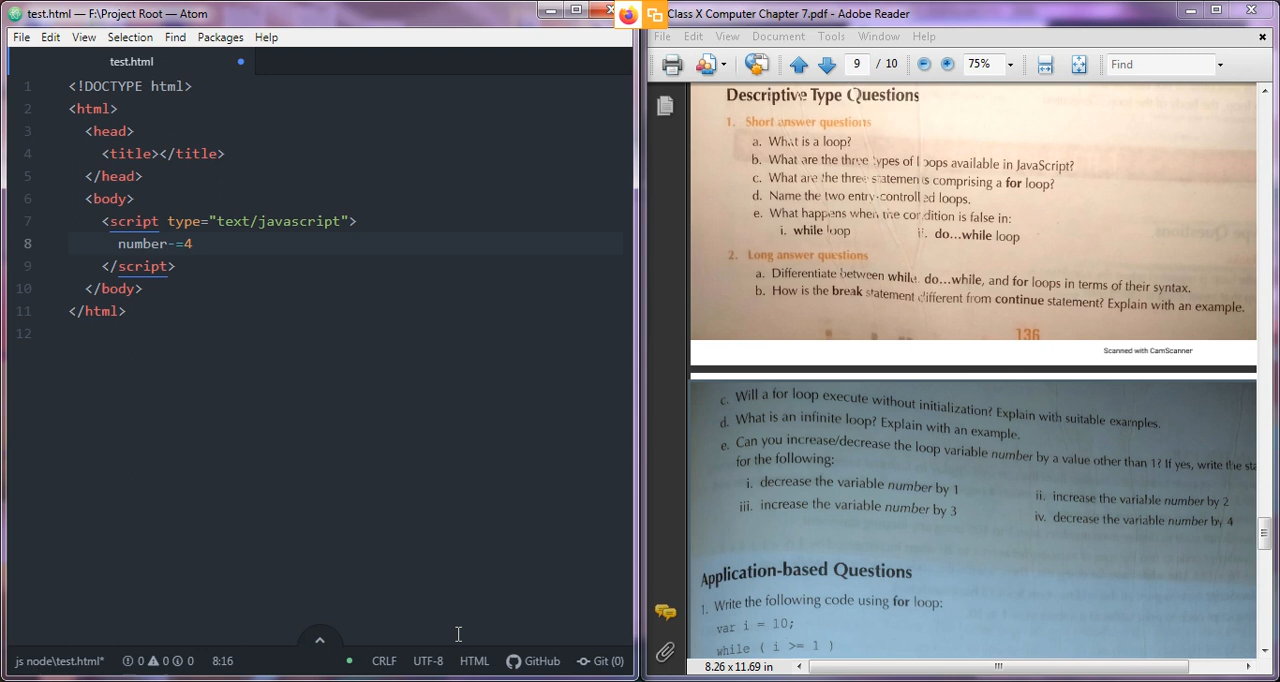 test.html — F:\Project Root — Atom
File Edit View Selection Find Packages Help
test.html
1 <!DOCTYPE html>
2 <html>
3 <head>
4 <title></title>
5 </head>
6 <body>
7 <script type="text/javascript">
8 number-=4
9 </script>
10 </body>
11 </html>
12
js node\test.html* 0 0 0 8:16 CRLF UTF-8 HTML GitHub Git (0)
Class X Computer Chapter 7.pdf - Adobe Reader
File Edit View Document Tools Window Help
9 / 10 75% Find
Descriptive Type Questions
1. Short answer questions
a. What is a loop?
b. What are the three types of loops available in JavaScript?
c. What are the three statements comprising a for loop?
d. Name the two entry-controlled loops.
e. What happens when the condition is false in:
i. while loop ii. do...while loop
2. Long answer questions
a. Differentiate between while, do...while, and for loops in terms of their syntax.
b. How is the break statement different from continue statement? Explain with an example.
136
Scanned with CamScanner
c. Will a for loop execute without initialization? Explain with suitable examples.
d. What is an infinite loop? Explain with an example.
e. Can you increase/decrease the loop variable number by a value other than 1? If yes, write the sta
for the following:
i. decrease the variable number by 1 ii. increase the variable number by 2
iii. increase the variable number by 3 iv. decrease the variable number by 4
Application-based Questions
1. Write the following code using for loop:
var i = 10;
while ( i >= 1 )
8.26 x 11.69 in